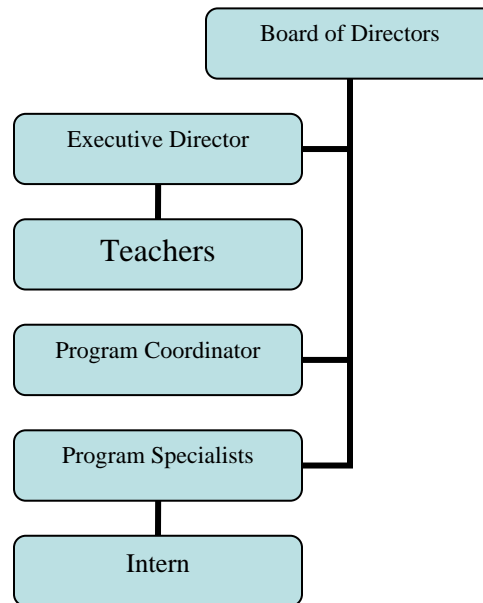 Board of Directors
Executive Director
Teachers
Program Coordinator
Program Specialists
Intern